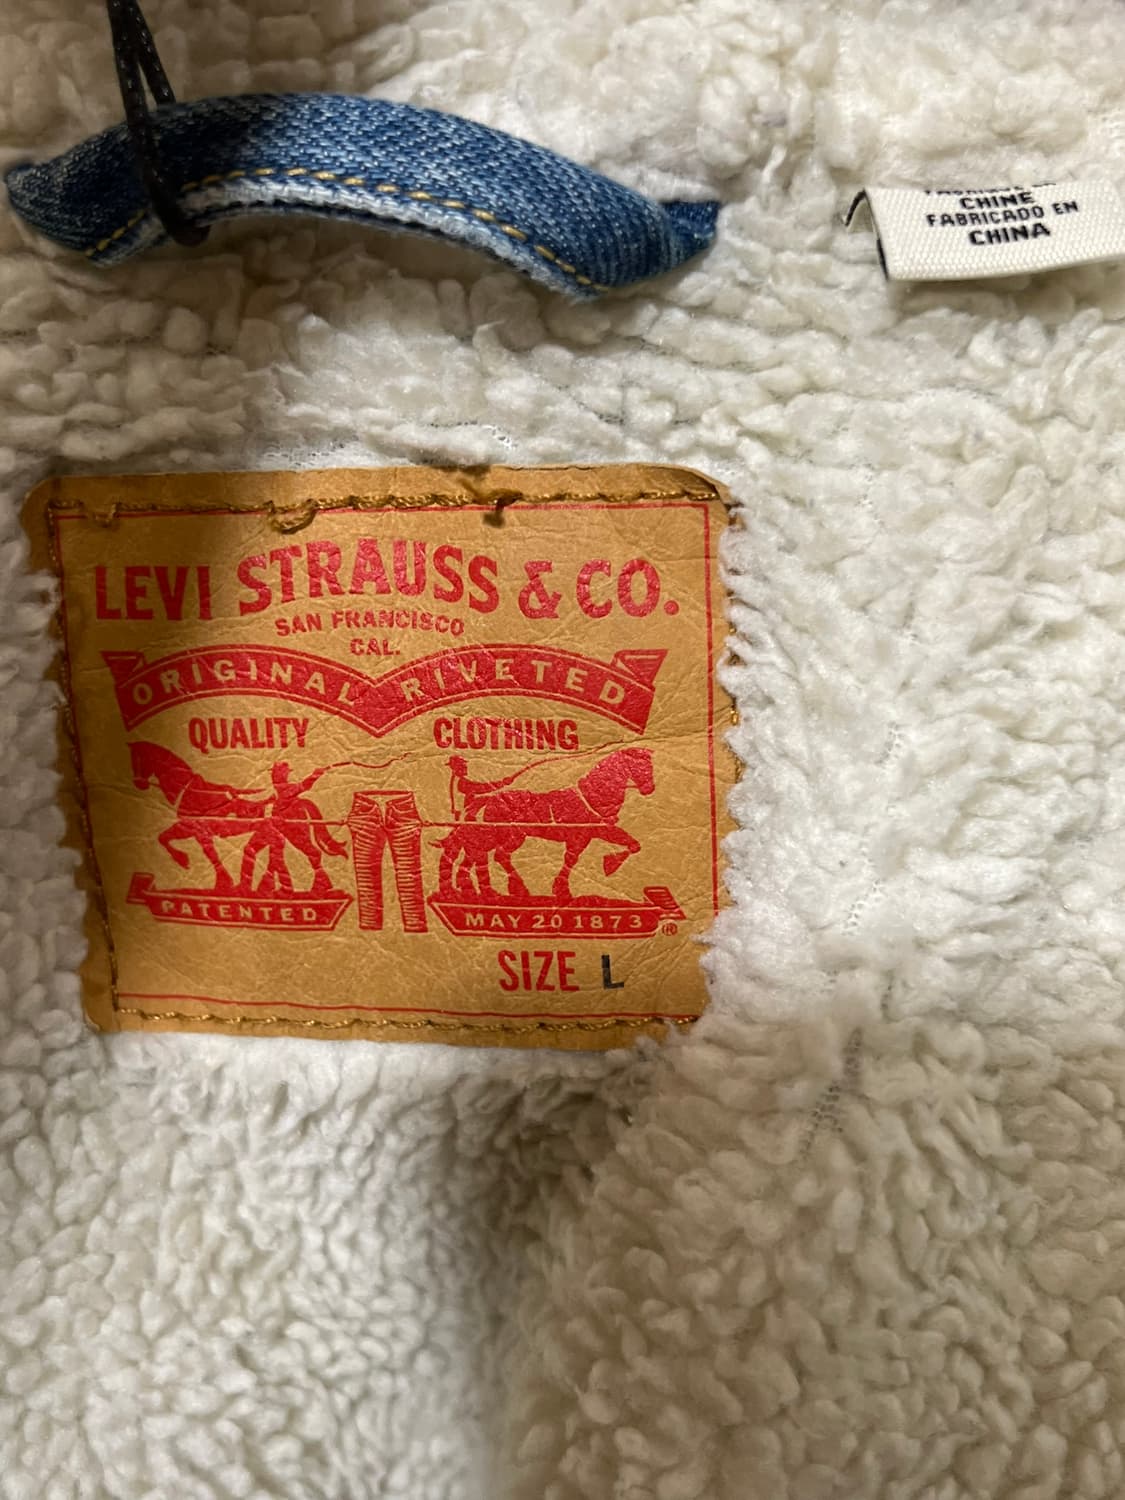 CHINE
FABRICADO EN
CHINA
LEVI STRAUSS & CO.
SAN FRANCISCO
CAL.
ORIGINAL RIVETED
QUALITY CLOTHING
PATENTED MAY 20 1873 ®
SIZE L